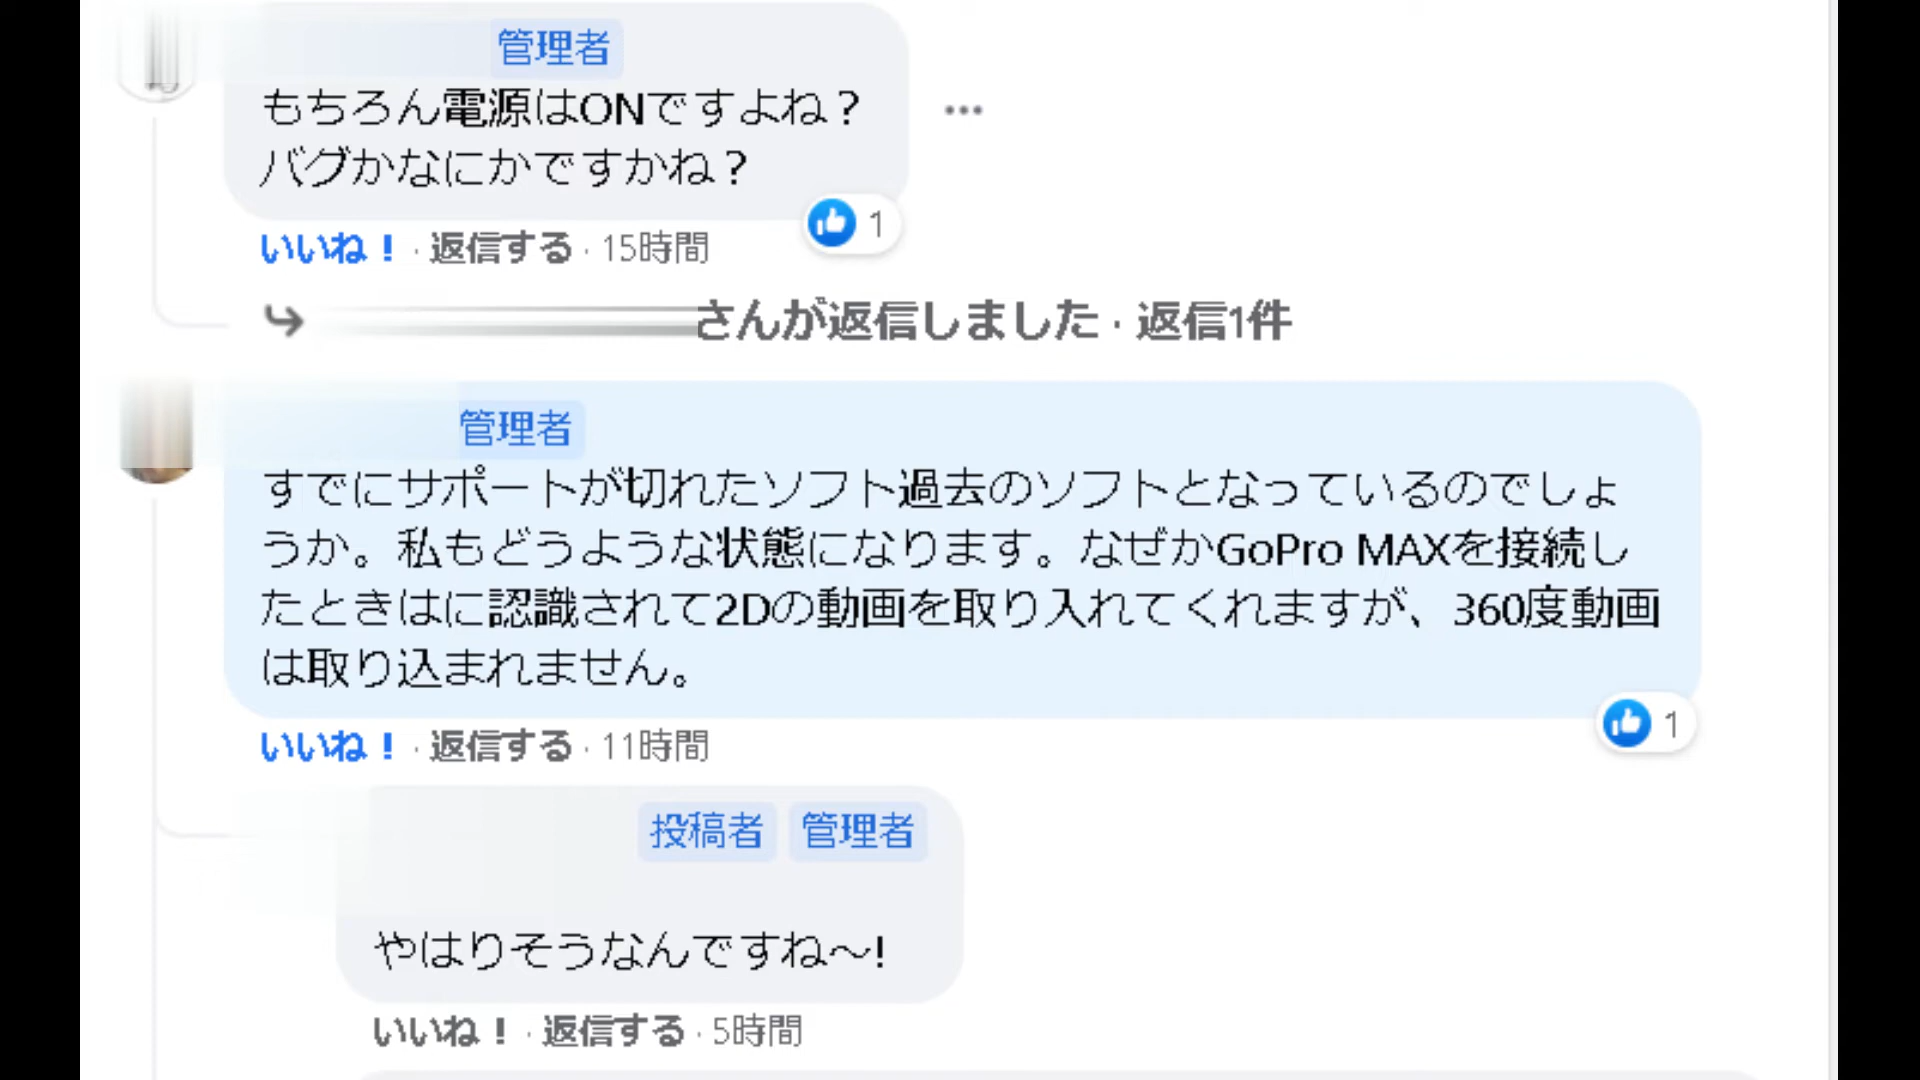 管理者
もちろん電源はONですよね？
バグかなにかですかね？
1
いいね！ · 返信する · 15時間
さんが返信しました · 返信1件
管理者
すでにサポートが切れたソフト過去のソフトとなっているのでしょ
うか。私もどうような状態になります。なぜかGoPro MAXを接続し
たときはに認識されて2Dの動画を取り入れてくれますが、360度動画
は取り込まれません。
1
いいね！ · 返信する · 11時間
投稿者 管理者
やはりそうなんですね〜!
いいね！ · 返信する · 5時間